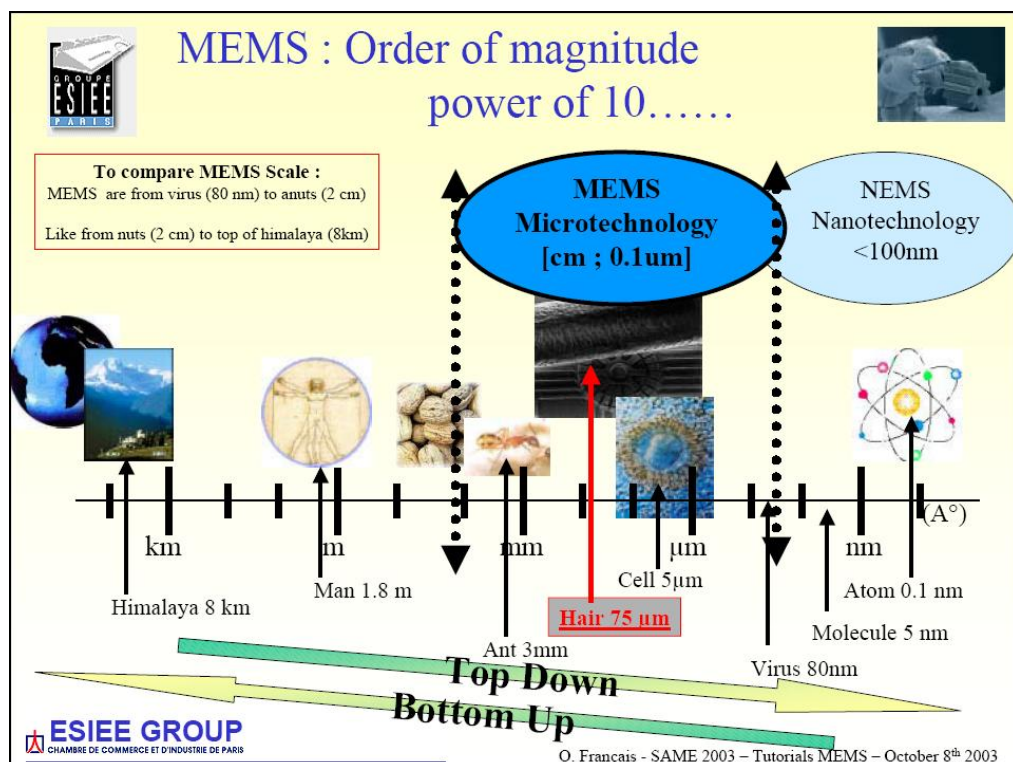 GROUPE
ESIEE
PARIS
MEMS : Order of magnitude
power of 10……
To compare MEMS Scale :
MEMS are from virus (80 nm) to anuts (2 cm)
Like from nuts (2 cm) to top of himalaya (8km)
MEMS
Microtechnology
[cm ; 0.1um]
NEMS
Nanotechnology
<100nm
(A°)
km
m
mm
µm
nm
Himalaya 8 km
Man 1.8 m
Ant 3mm
Hair 75 µm
Cell 5µm
Virus 80nm
Molecule 5 nm
Atom 0.1 nm
Top Down
Bottom Up
ESIEE GROUP
CHAMBRE DE COMMERCE ET D'INDUSTRIE DE PARIS
O. Français - SAME 2003 – Tutorials MEMS – October 8th 2003